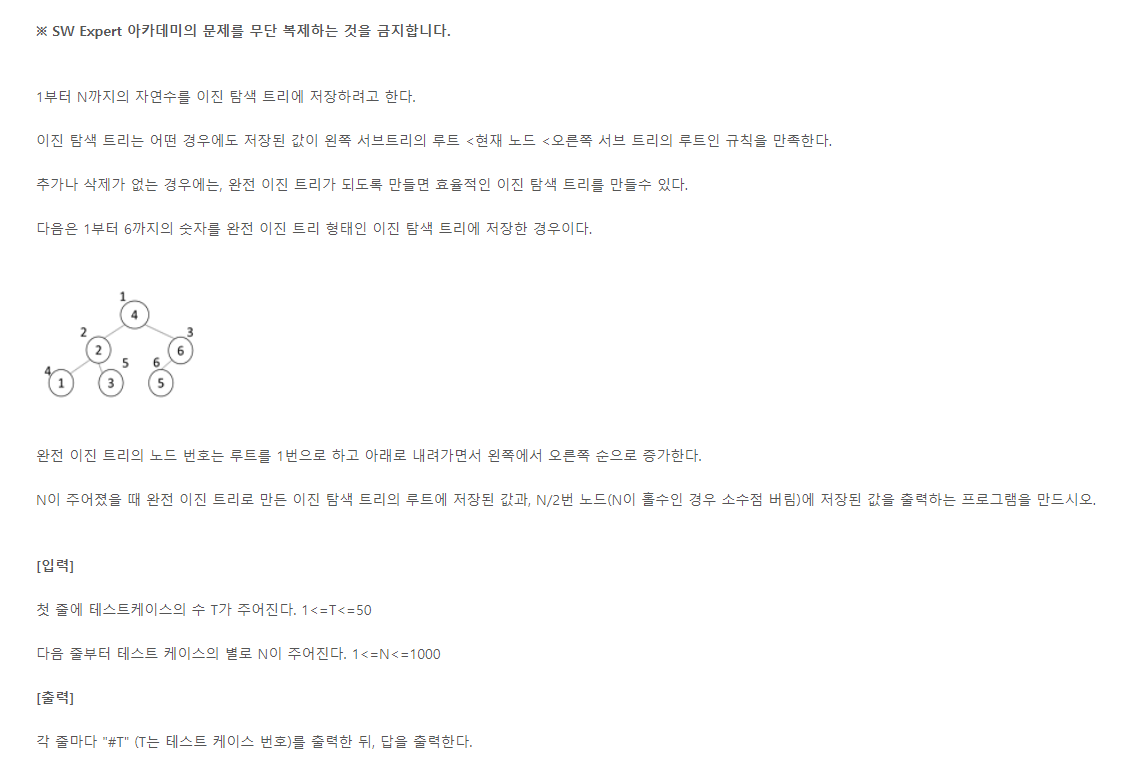 ※ SW Expert 아카데미의 문제를 무단 복제하는 것을 금지합니다.
1부터 N까지의 자연수를 이진 탐색 트리에 저장하려고 한다.
이진 탐색 트리는 어떤 경우에도 저장된 값이 왼쪽 서브트리의 루트 <현재 노드 <오른쪽 서브 트리의 루트인 규칙을 만족한다.
추가나 삭제가 없는 경우에는, 완전 이진 트리가 되도록 만들면 효율적인 이진 탐색 트리를 만들수 있다.
다음은 1부터 6까지의 숫자를 완전 이진 트리 형태인 이진 탐색 트리에 저장한 경우이다.
1
4
2 3
2 6
4 5 6
1 3 5
완전 이진 트리의 노드 번호는 루트를 1번으로 하고 아래로 내려가면서 왼쪽에서 오른쪽 순으로 증가한다.
N이 주어졌을 때 완전 이진 트리로 만든 이진 탐색 트리의 루트에 저장된 값과, N/2번 노드(N이 홀수인 경우 소수점 버림)에 저장된 값을 출력하는 프로그램을 만드시오.
[입력]
첫 줄에 테스트케이스의 수 T가 주어진다. 1<=T<=50
다음 줄부터 테스트 케이스의 별로 N이 주어진다. 1<=N<=1000
[출력]
각 줄마다 "#T" (T는 테스트 케이스 번호)를 출력한 뒤, 답을 출력한다.